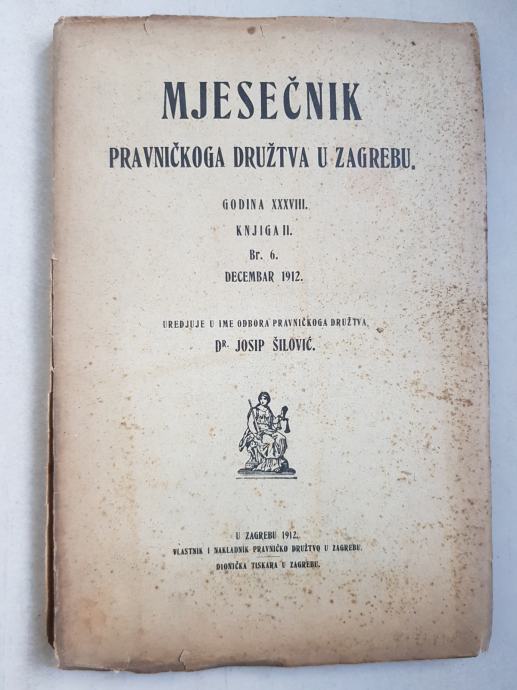 MJESEČNIK
PRAVNIČKOGA DRUŽTVA U ZAGREBU.
GODINA XXXVIII.
KNJIGA II.
Br. 6.
DECEMBAR 1912.
UREDJUJE U IME ODBORA PRAVNIČKOGA DRUŽTVA
DR. JOSIP ŠILOVIĆ.
U ZAGREBU 1912.
VLASTNIK I NAKLADNIK PRAVNIČKO DRUŽTVO U ZAGREBU.
DIONIČKA TISKARA U ZAGREBU.